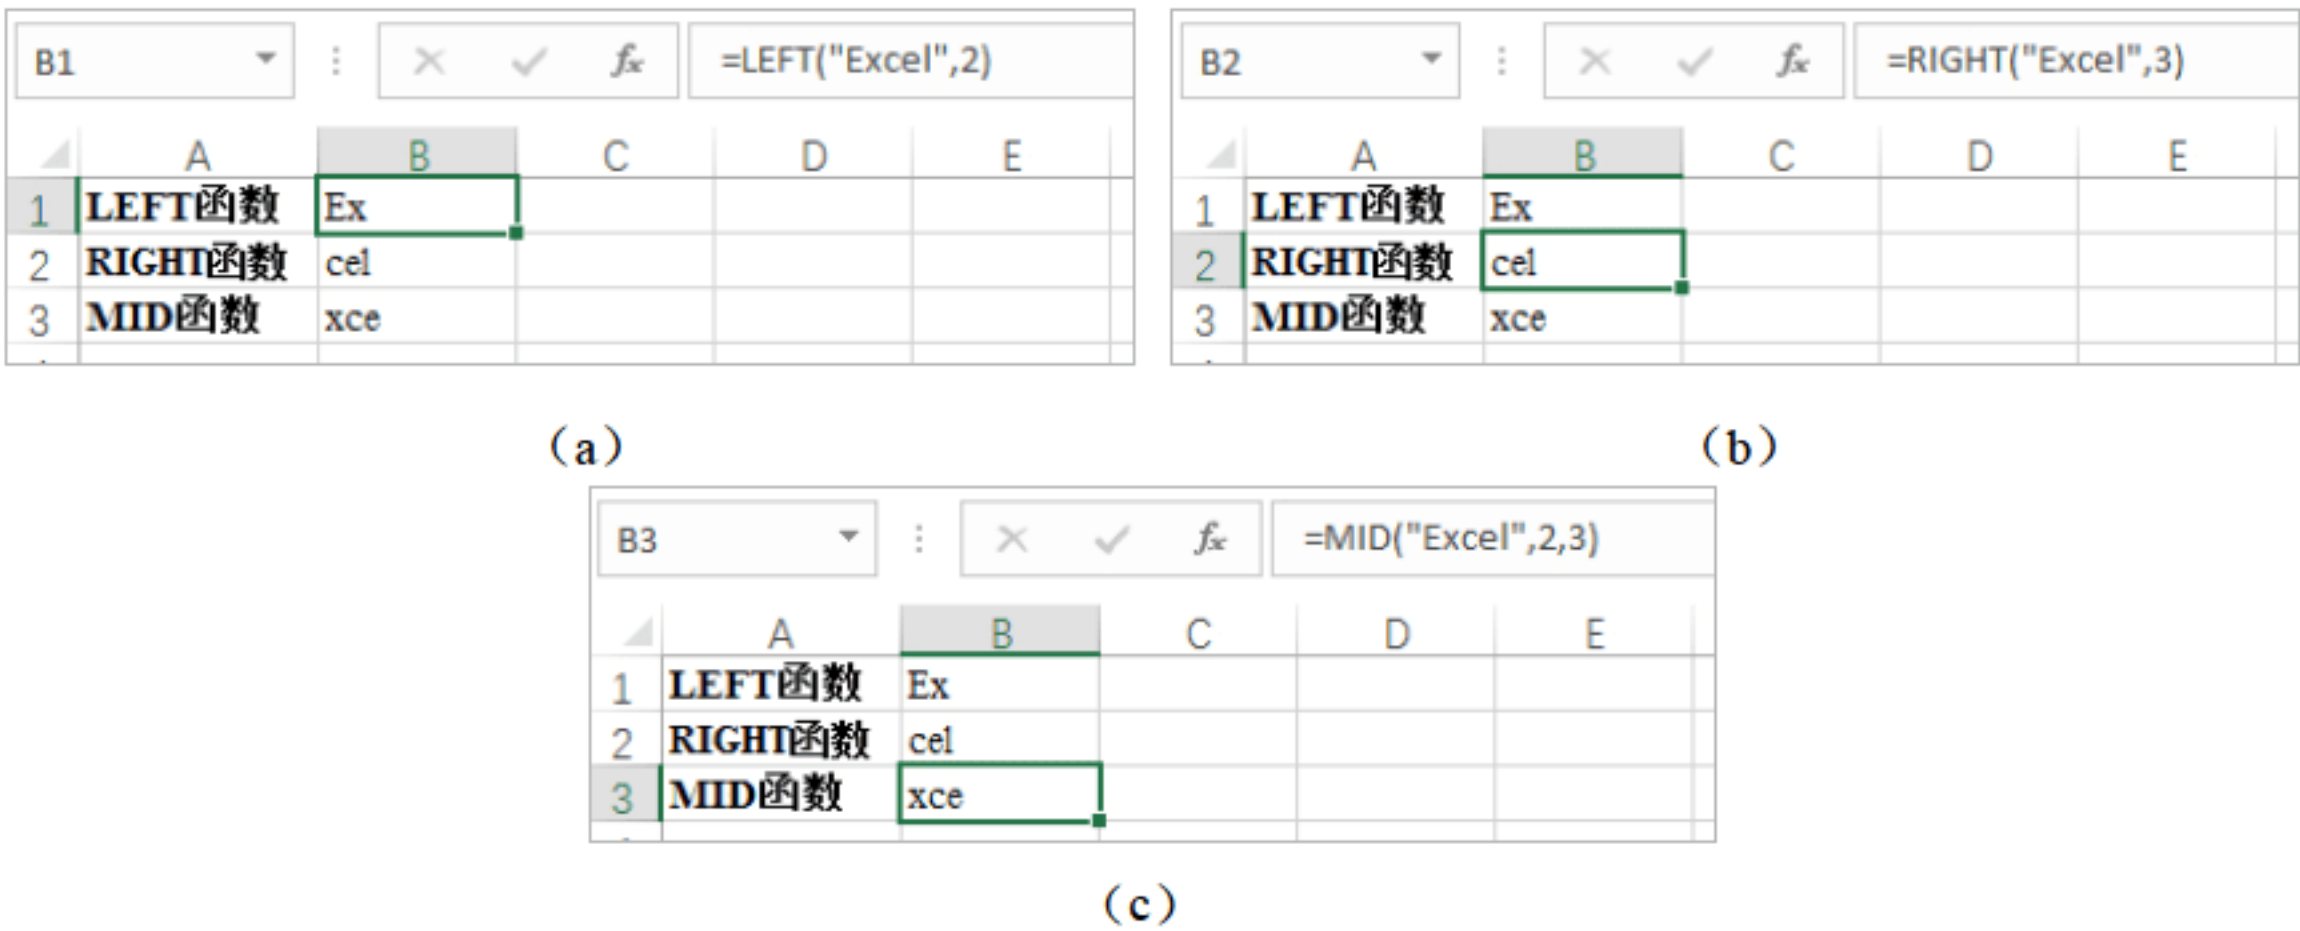 B1 fx =LEFT("Excel",2)
A B C D E
1 LEFT函数 Ex
2 RIGHT函数 cel
3 MID函数 xce
（a）
B2 fx =RIGHT("Excel",3)
A B C D E
1 LEFT函数 Ex
2 RIGHT函数 cel
3 MID函数 xce
（b）
B3 fx =MID("Excel",2,3)
A B C D E
1 LEFT函数 Ex
2 RIGHT函数 cel
3 MID函数 xce
（c）